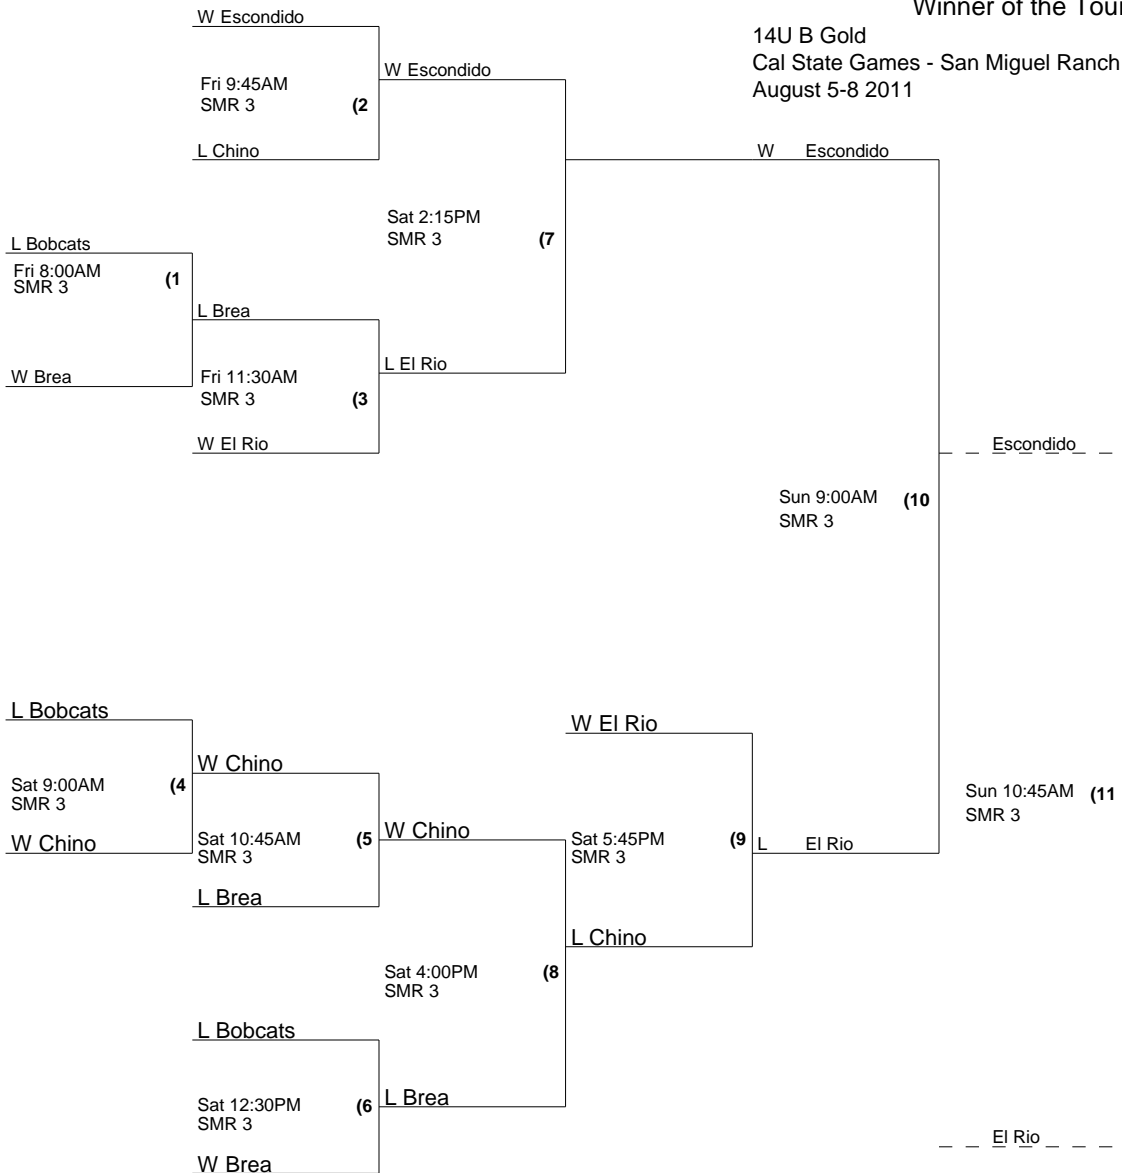 Winner of the Tour
14U B Gold
Cal State Games - San Miguel Ranch
August 5-8 2011
W Escondido
Fri 9:45AM
SMR 3 (2
L Chino
W Escondido
L Bobcats
Fri 8:00AM
SMR 3 (1
W Brea
L Brea
Fri 11:30AM
SMR 3 (3
W El Rio
L El Rio
Sat 2:15PM
SMR 3 (7
W Escondido
Sun 9:00AM (10
SMR 3
Escondido
L Bobcats
Sat 9:00AM (4
SMR 3
W Chino
W Chino
Sat 10:45AM (5
SMR 3
L Brea
W Chino
Sat 4:00PM (8
SMR 3
L Bobcats
Sat 12:30PM (6
SMR 3
W Brea
L Brea
W El Rio
Sat 5:45PM (9
SMR 3
L Chino
L El Rio
Sun 10:45AM (11
SMR 3
El Rio